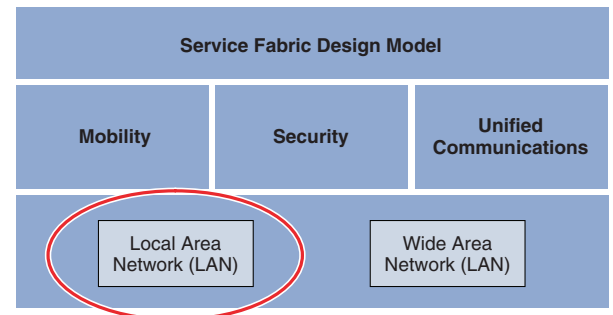 Service Fabric Design Model
Mobility
Security
Unified
Communications
Local Area
Network (LAN)
Wide Area
Network (LAN)